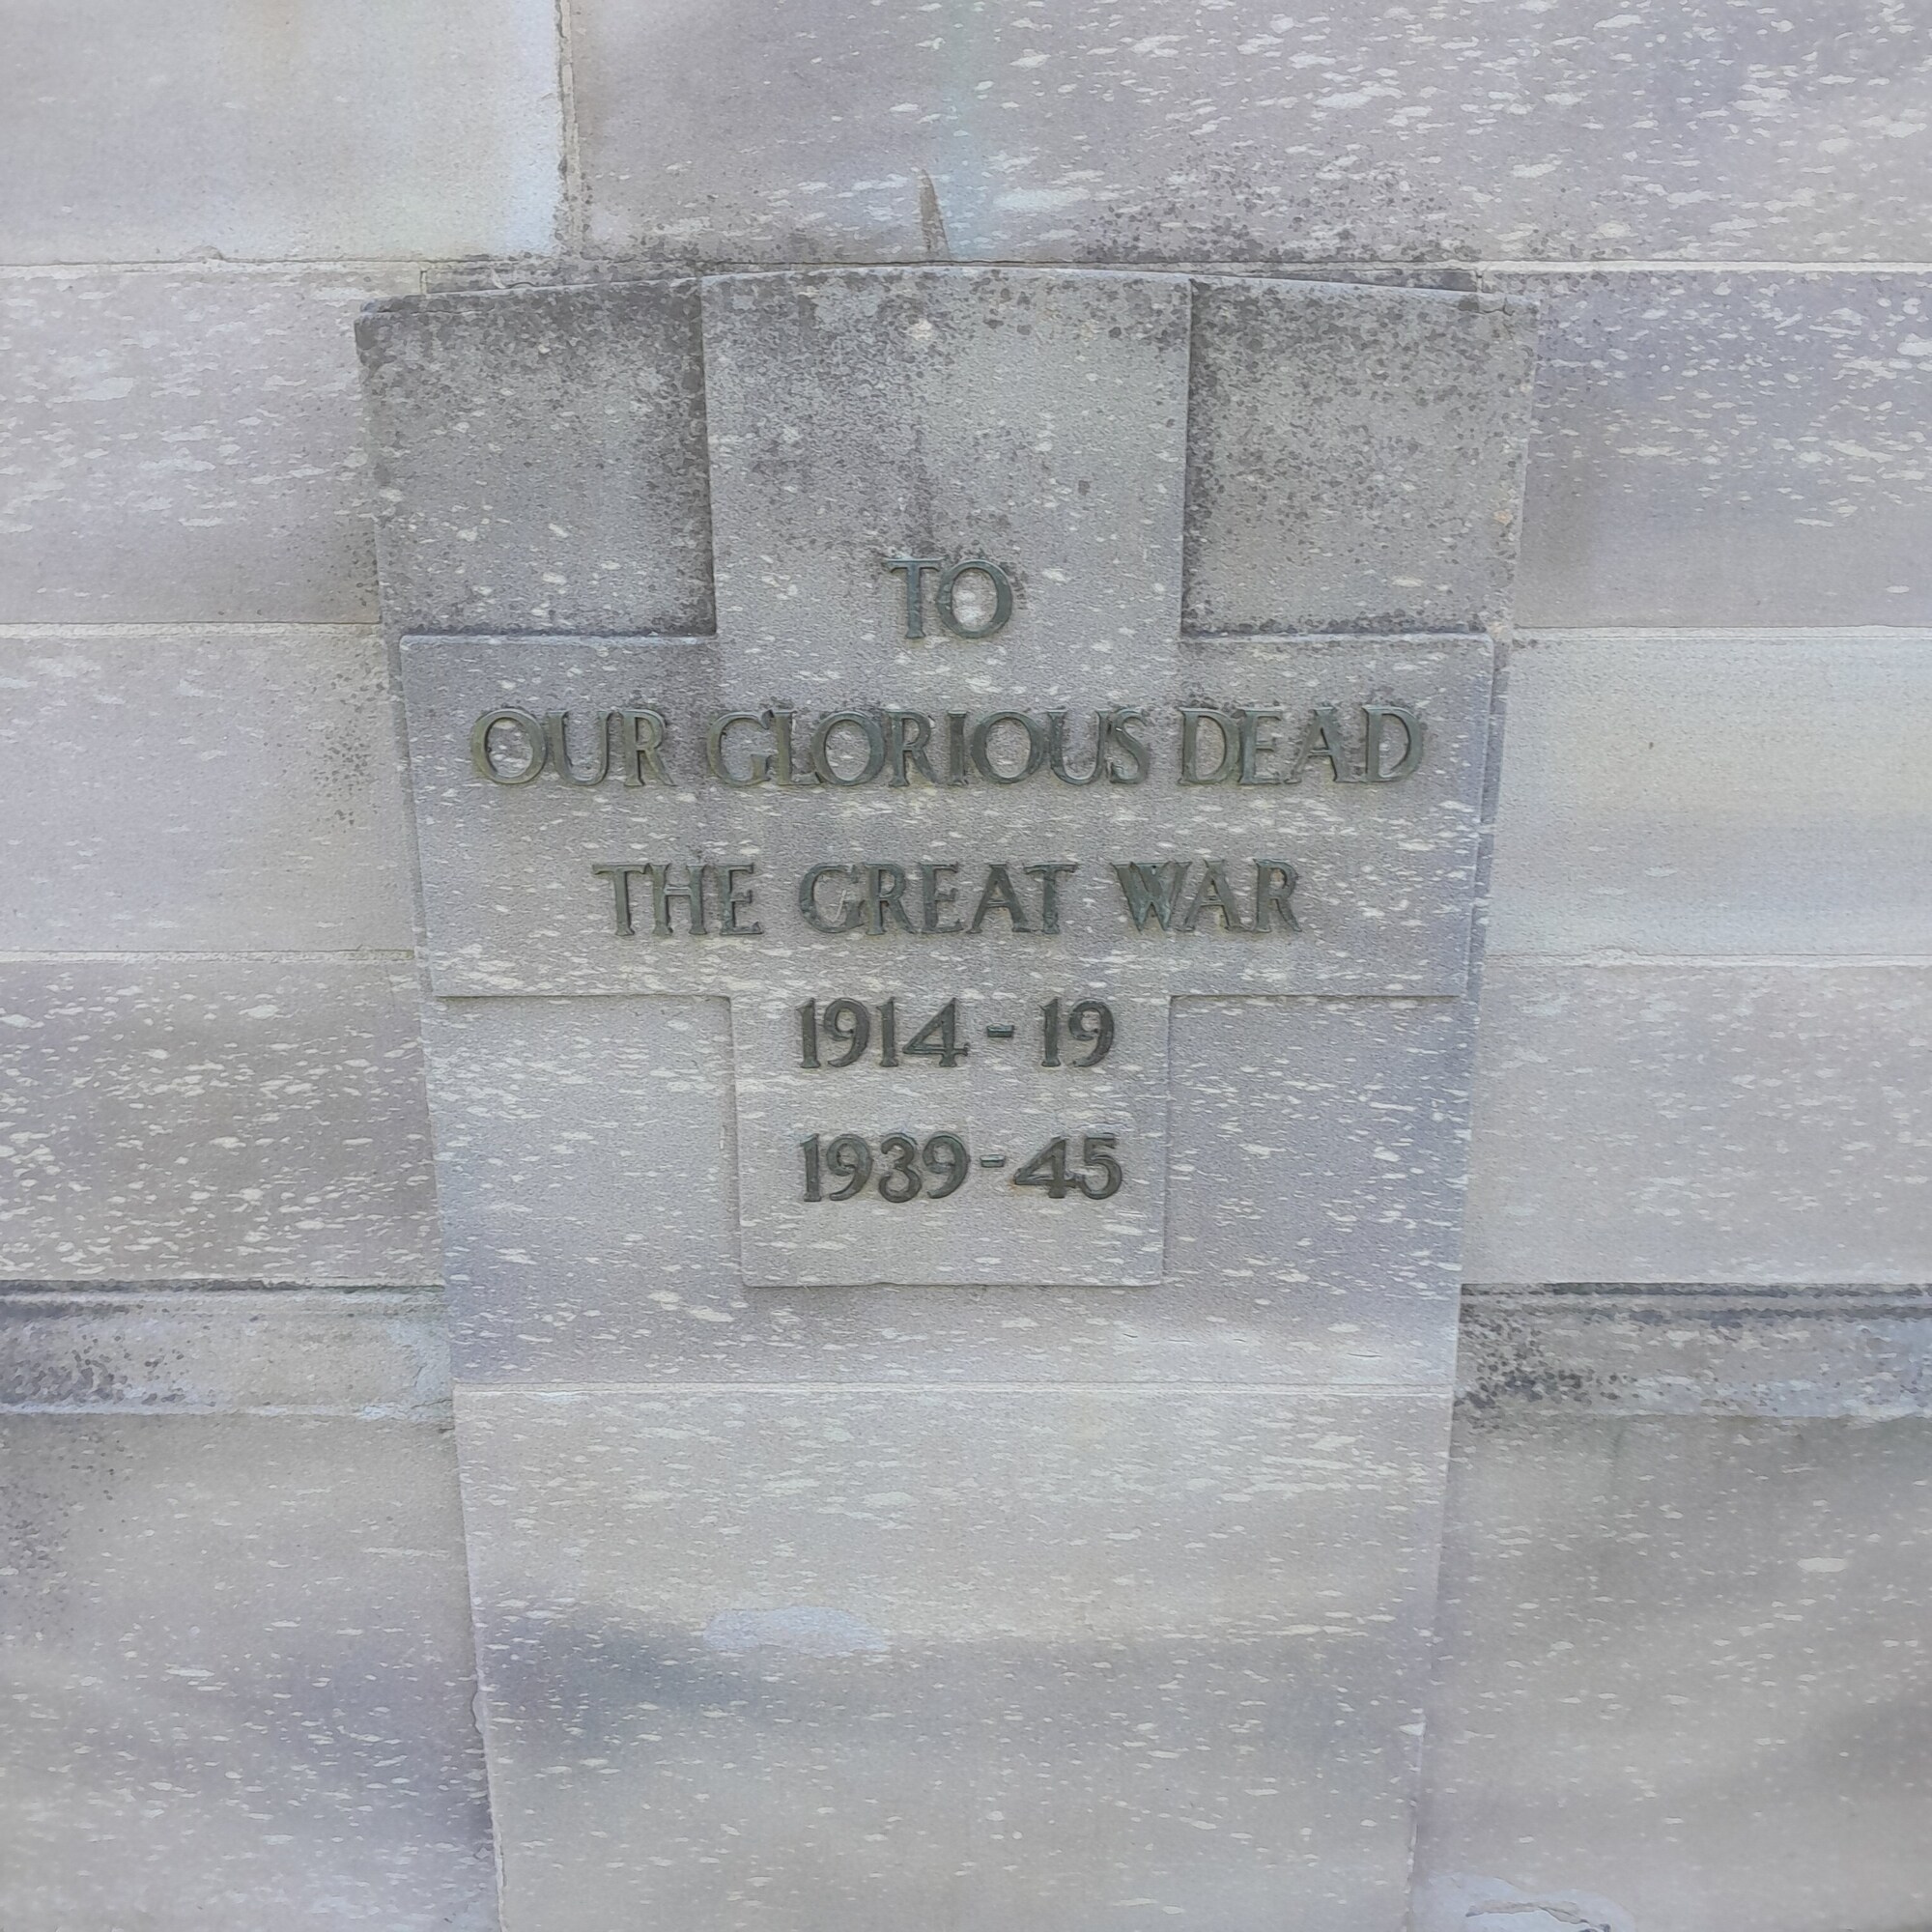 TO
OUR GLORIOUS DEAD
THE GREAT WAR
1914-19
1939-45